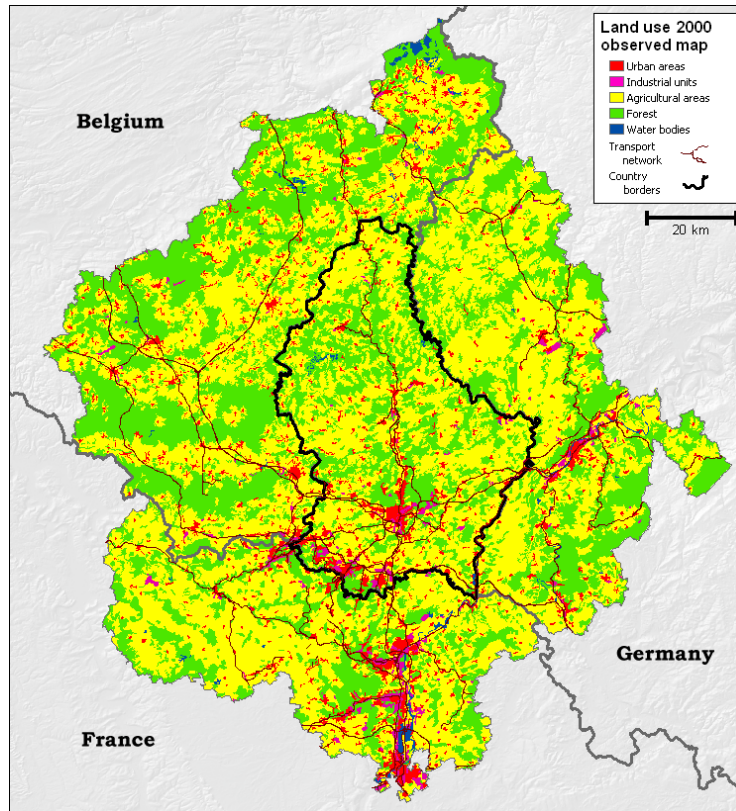 Land use 2000
observed map
Urban areas
Industrial units
Agricultural areas
Forest
Water bodies
Transport
network
Country
borders
20 km
Belgium
Germany
France